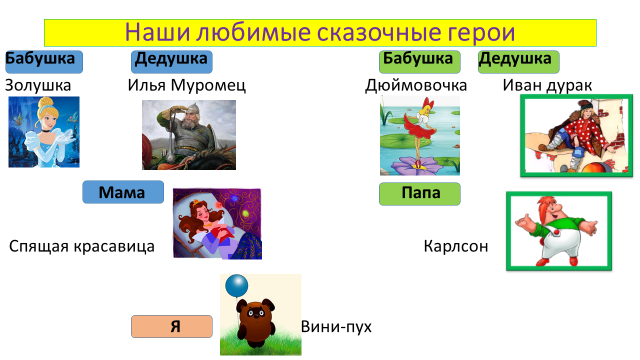 Наши любимые сказочные герои
Бабушка Дедушка Бабушка Дедушка
Золушка Илья Муромец Дюймовочка Иван дурак
Мама Папа
Спящая красавица Карлсон
Я Вини-пух